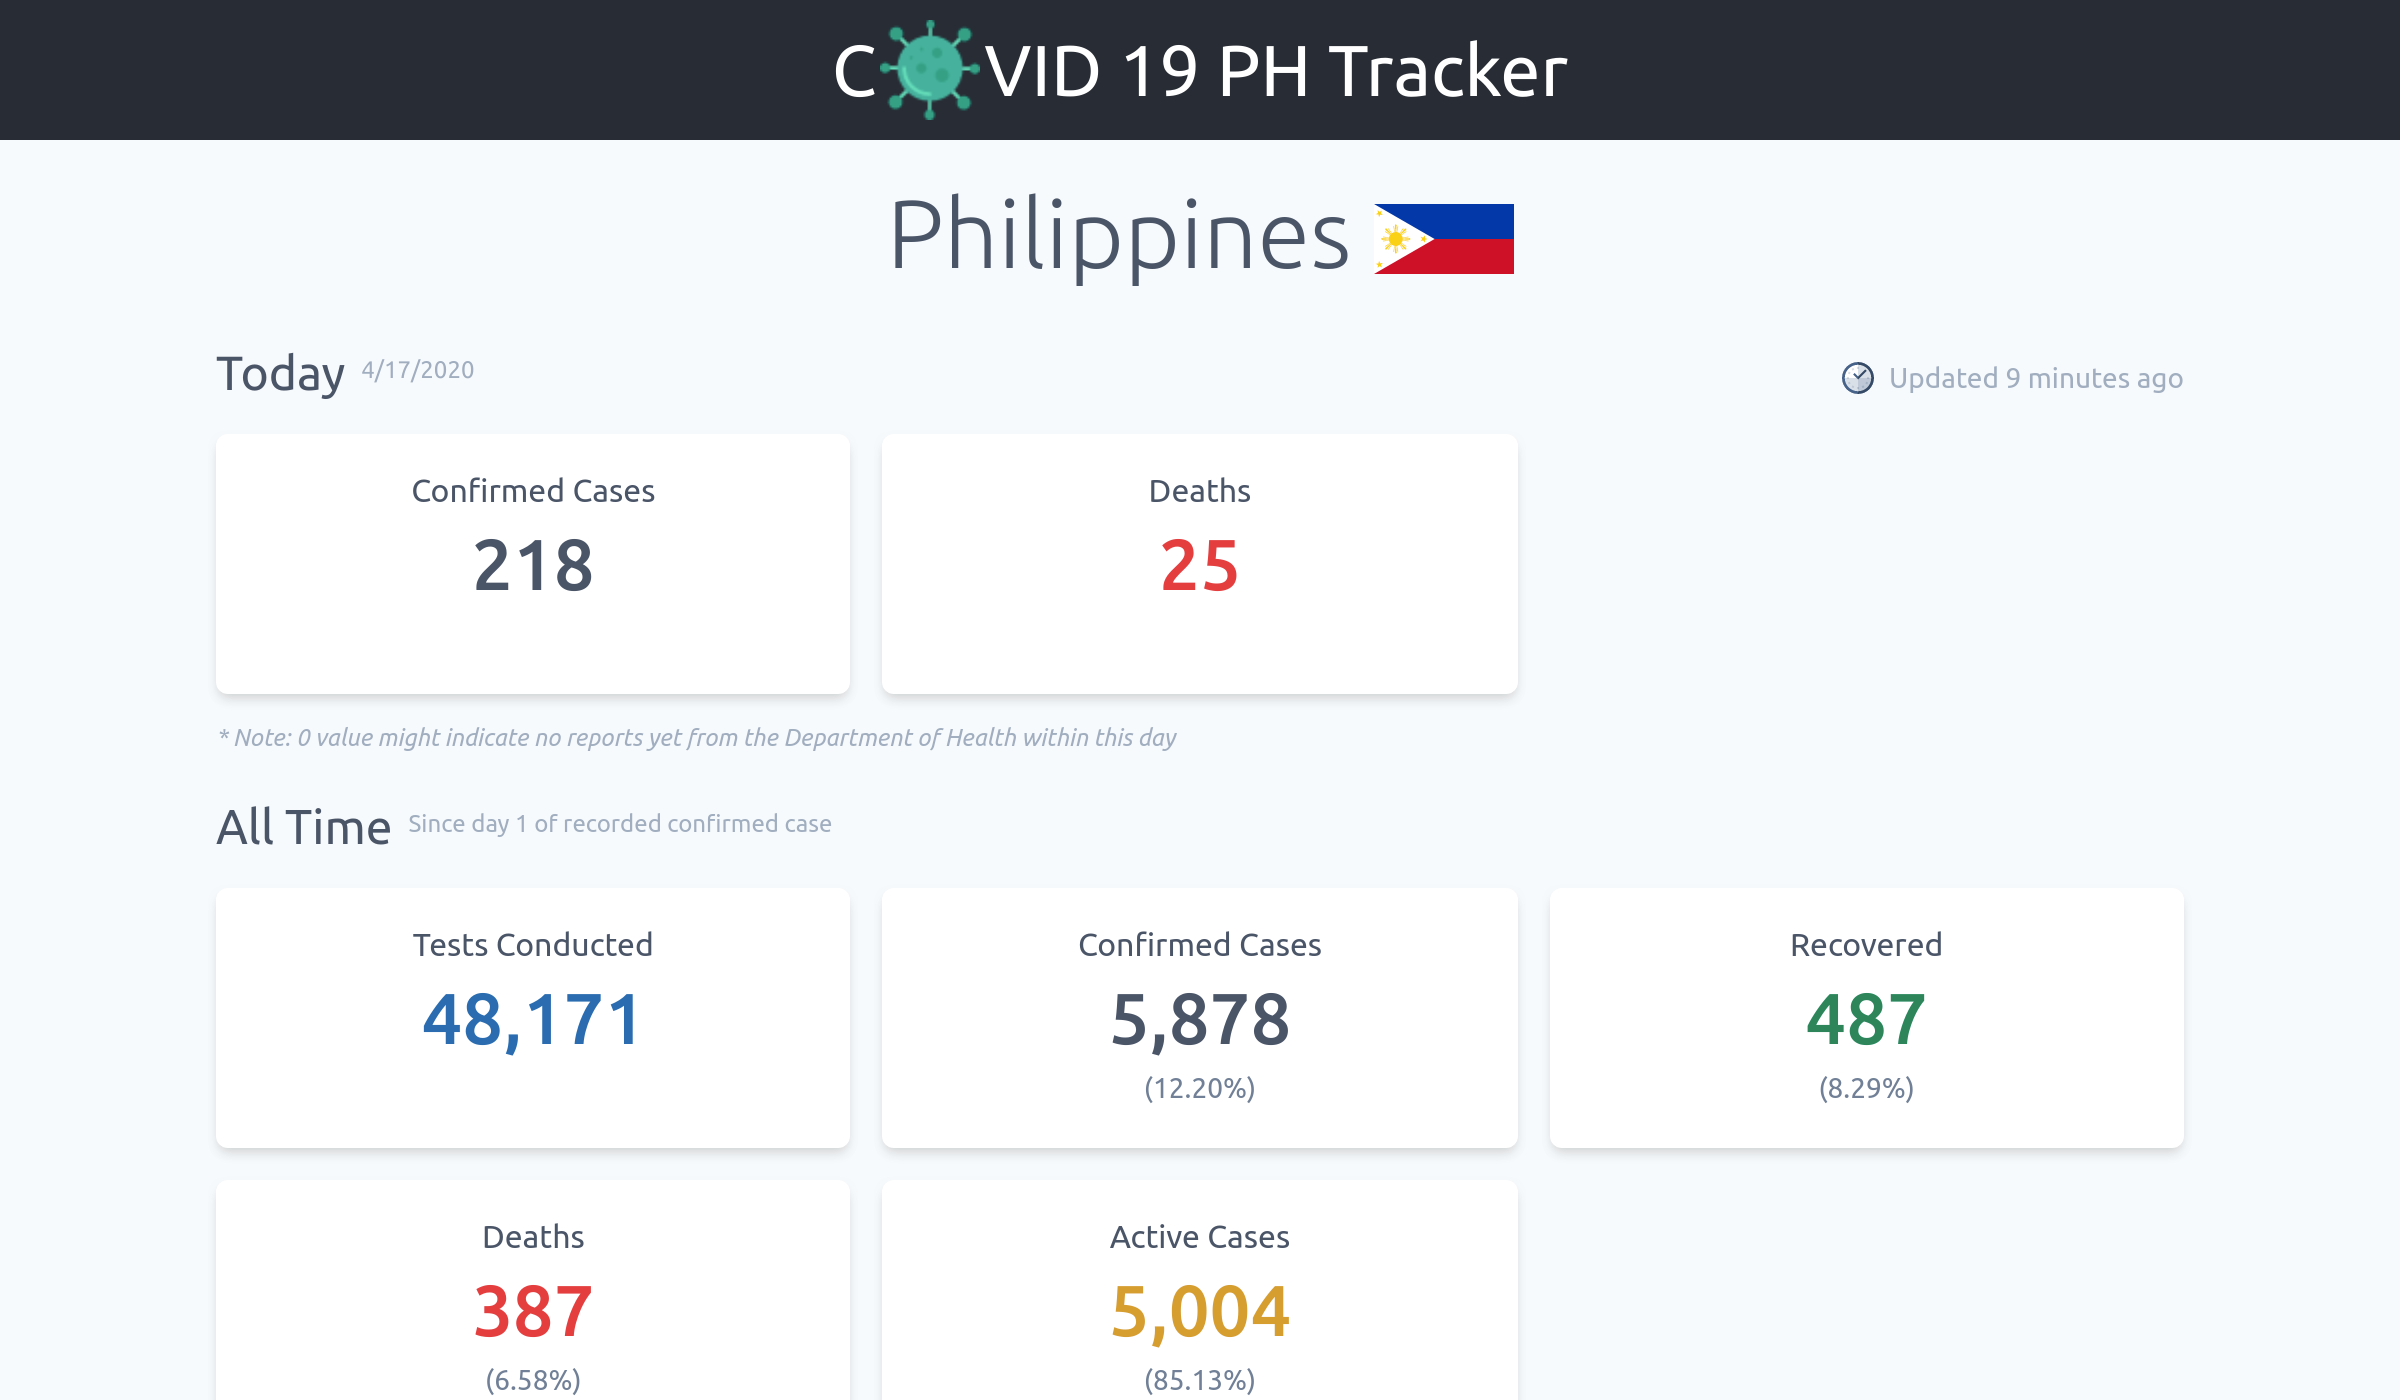 C VID 19 PH Tracker
Philippines
Today 4/17/2020
Updated 9 minutes ago
Confirmed Cases
218
Deaths
25
* Note: 0 value might indicate no reports yet from the Department of Health within this day
All Time Since day 1 of recorded confirmed case
Tests Conducted
48,171
Confirmed Cases
5,878
(12.20%)
Recovered
487
(8.29%)
Deaths
387
(6.58%)
Active Cases
5,004
(85.13%)